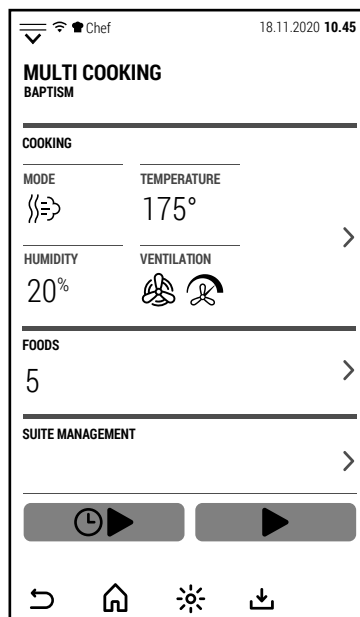 Chef 18.11.2020 10.45
MULTI COOKING
BAPTISM
COOKING
MODE TEMPERATURE
175°
HUMIDITY VENTILATION
20%
FOODS
5
SUITE MANAGEMENT